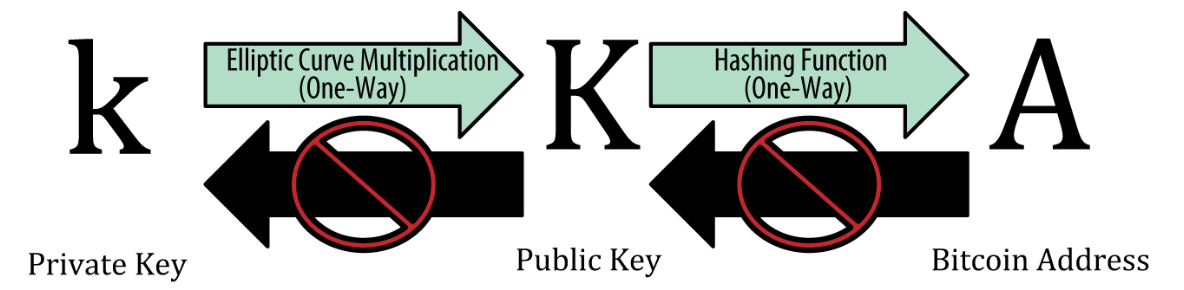 k
Elliptic Curve Multiplication
(One-Way)
K
Hashing Function
(One-Way)
A
Private Key
Public Key
Bitcoin Address